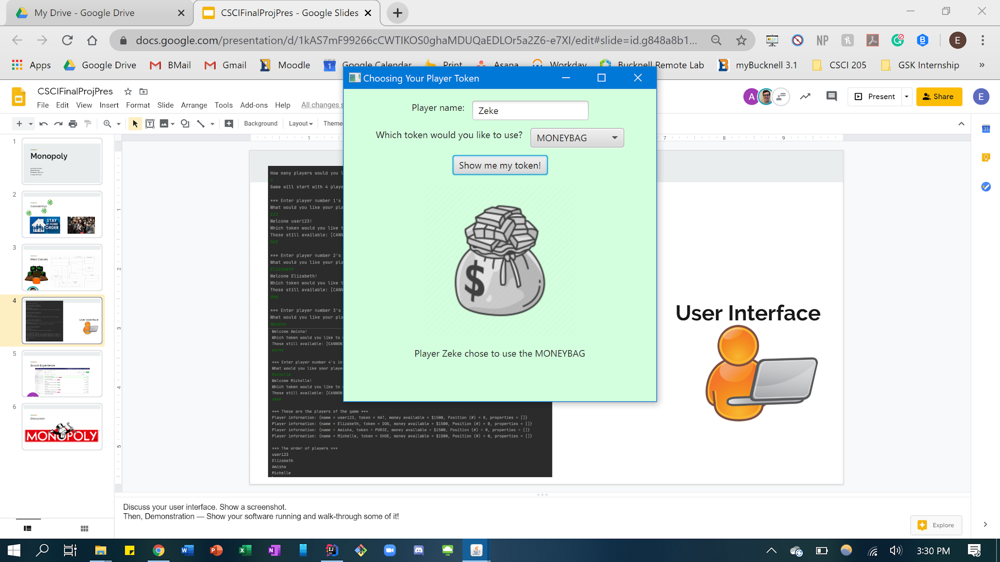 My Drive - Google Drive
CSCIFinalProjPres - Google Slides
docs.google.com/presentation/d/1kAS7mF99266cCWTIKOS0ghaMDUQaEDLOr5a2Z6-e7XI/edit#slide=id.g848a8b1...
NP
E
Apps
Google Drive
BMail
Gmail
Moodle
1
Google Calendar
Print
Asana
Workday
Bucknell Remote Lab
myBucknell 3.1
CSCI 205
GSK Internship
»
Choosing Your Player Token
Player name:
Zeke
Which token would you like to use?
MONEYBAG
Show me my token!
$
Player Zeke chose to use the MONEYBAG
CSCIFinalProjPres
File Edit View Insert Format Slide Arrange Tools Add-ons Help All changes s
A
Present
Share
E
Background
Layout
Theme
31
1
7
8
9
1
2
3
4
5
1
Monopoly
2
CoronaVirus
STAY
at HOME
ORDER
3
Main Classes
4
User Interface
5
Scrum Experience
6
Discussion
MONOPOLY
How many players would you l
4
Game will start with 4 playe
*** Enter player number 1's
What would you like your pla
123
Welcome user123!
Which token would you like t
Those still available: [CANN
hat
*** Enter player number 2's
What would you like your pla
Elizabeth
Welcome Elizabeth!
Which token would you like t
Those still available: [CANN
dog
*** Enter player number 3's
What would you like your pla
Amisha
Welcome Amisha!
Which token would you like to
Those still available: [CANNON
purse
*** Enter player number 4's in
What would you like your playe
Michelle
Welcome Michelle!
Which token would you like to
Those still available: [CANNON
shoe
*** These are the players of the game ***
Player information: {name = user123, token = HAT, money available = $1500, Position (#) = 0, properties = []}
Player information: {name = Elizabeth, token = DOG, money available = $1500, Position (#) = 0, properties = []}
Player information: {name = Amisha, token = PURSE, money available = $1500, Position (#) = 0, properties = []}
Player information: {name = Michelle, token = SHOE, money available = $1500, Position (#) = 0, properties = []}
*** The order of players ***
user123
Elizabeth
Amisha
Michelle
User Interface
Discuss your user interface. Show a screenshot.
Then, Demonstration — Show your software running and walk-through some of it!
Explore
3:30 PM